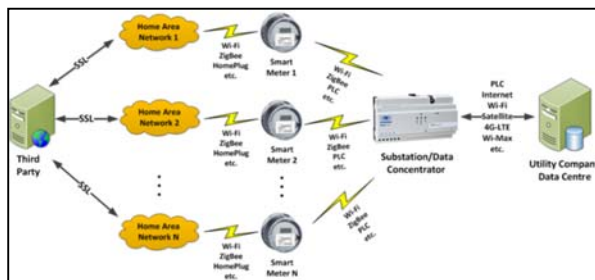 Home Area
Network 1
SSL
Wi-Fi
ZigBee
HomePlug
etc.
Smart
Meter 1
Wi-Fi
ZigBee
PLC
etc.
Third
Party
SSL
Home Area
Network 2
Wi-Fi
ZigBee
HomePlug
etc.
Smart
Meter 2
Wi-Fi
ZigBee
PLC
etc.
Substation/Data
Concentrator
PLC
Internet
Wi-Fi
Satellite
4G-LTE
Wi-Max
etc.
Utility Company
Data Centre
SSL
Home Area
Network N
Wi-Fi
ZigBee
HomePlug
etc.
Smart
Meter N
Wi-Fi
ZigBee
PLC
etc.